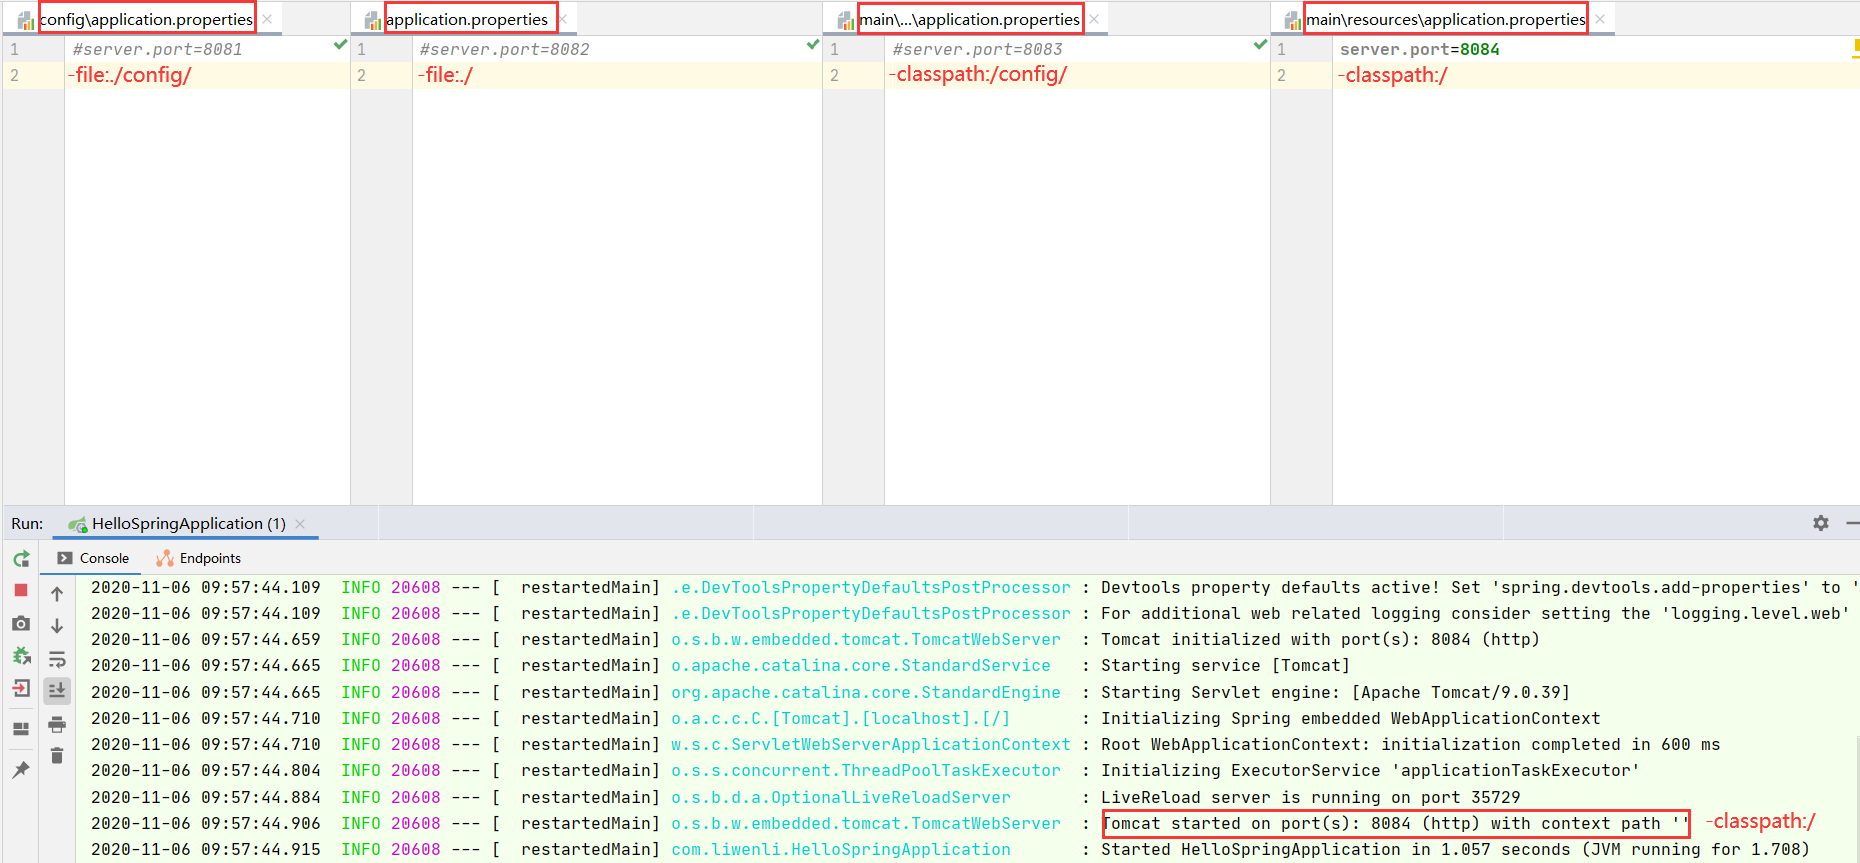 config\application.properties
application.properties
main\...\application.properties
main\resources\application.properties
1 #server.port=8081
2 -file:./config/
1 #server.port=8082
2 -file:./
1 #server.port=8083
2 -classpath:/config/
1 server.port=8084
2 -classpath:/
Run: HelloSpringApplication (1)
Console Endpoints
2020-11-06 09:57:44.109 INFO 20608 --- [ restartedMain] .e.DevToolsPropertyDefaultsPostProcessor : Devtools property defaults active! Set 'spring.devtools.add-properties' to '
2020-11-06 09:57:44.109 INFO 20608 --- [ restartedMain] .e.DevToolsPropertyDefaultsPostProcessor : For additional web related logging consider setting the 'logging.level.web'
2020-11-06 09:57:44.659 INFO 20608 --- [ restartedMain] o.s.b.w.embedded.tomcat.TomcatWebServer : Tomcat initialized with port(s): 8084 (http)
2020-11-06 09:57:44.665 INFO 20608 --- [ restartedMain] o.apache.catalina.core.StandardService : Starting service [Tomcat]
2020-11-06 09:57:44.665 INFO 20608 --- [ restartedMain] org.apache.catalina.core.StandardEngine : Starting Servlet engine: [Apache Tomcat/9.0.39]
2020-11-06 09:57:44.710 INFO 20608 --- [ restartedMain] o.a.c.c.C.[Tomcat].[localhost].[/] : Initializing Spring embedded WebApplicationContext
2020-11-06 09:57:44.710 INFO 20608 --- [ restartedMain] w.s.c.ServletWebServerApplicationContext : Root WebApplicationContext: initialization completed in 600 ms
2020-11-06 09:57:44.804 INFO 20608 --- [ restartedMain] o.s.s.concurrent.ThreadPoolTaskExecutor : Initializing ExecutorService 'applicationTaskExecutor'
2020-11-06 09:57:44.884 INFO 20608 --- [ restartedMain] o.s.b.d.a.OptionalLiveReloadServer : LiveReload server is running on port 35729
2020-11-06 09:57:44.906 INFO 20608 --- [ restartedMain] o.s.b.w.embedded.tomcat.TomcatWebServer : Tomcat started on port(s): 8084 (http) with context path '' -classpath:/
2020-11-06 09:57:44.915 INFO 20608 --- [ restartedMain] com.liwenli.HelloSpringApplication : Started HelloSpringApplication in 1.057 seconds (JVM running for 1.708)